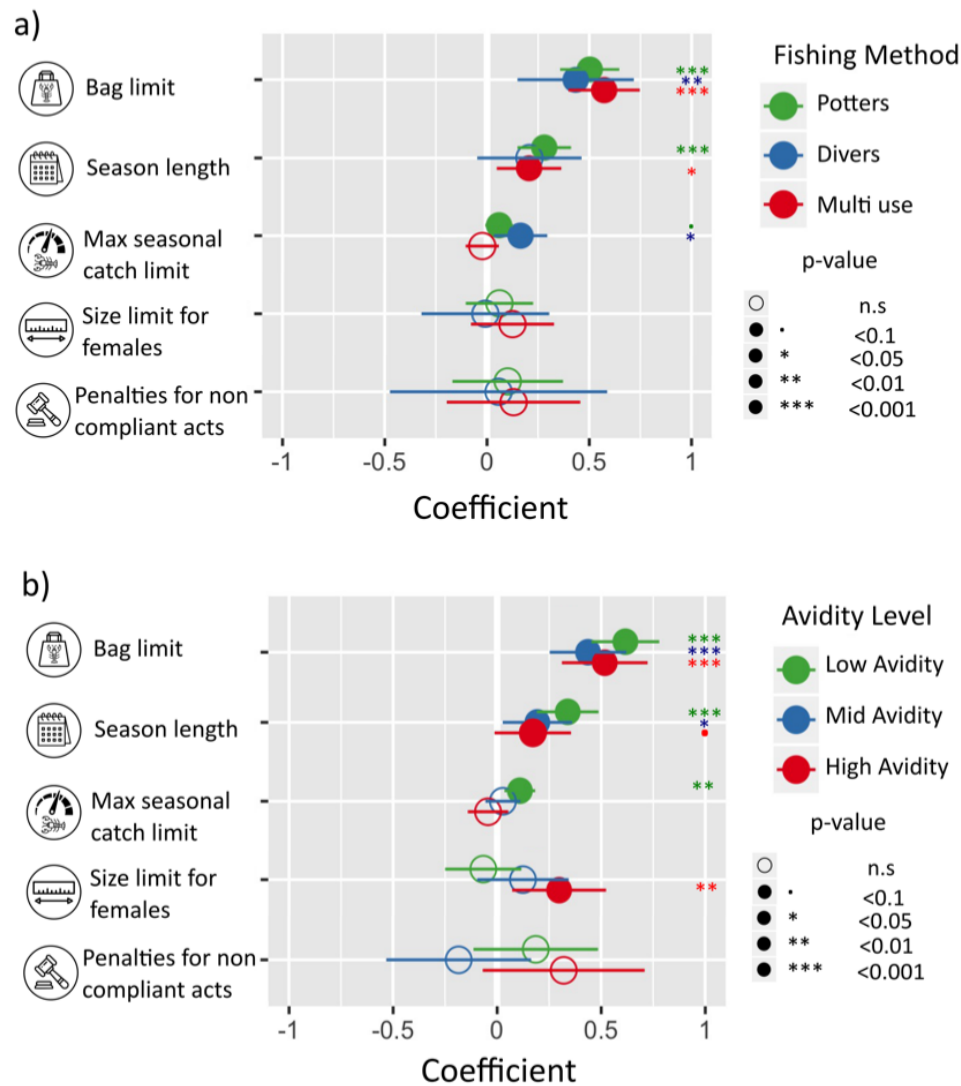 a)
Fishing Method
Bag limit
***
**
***
Potters
Season length
***
*
Divers
Multi use
Max seasonal
catch limit
.
*
p-value
Size limit for
females
n.s
. <0.1
* <0.05
** <0.01
*** <0.001
Penalties for non
compliant acts
-1 -0.5 0 0.5 1
Coefficient
b)
Avidity Level
Bag limit
***
***
***
Low Avidity
Season length
***
*
.
Mid Avidity
High Avidity
Max seasonal
catch limit
**
p-value
Size limit for
females
**
n.s
. <0.1
* <0.05
** <0.01
*** <0.001
Penalties for non
compliant acts
-1 -0.5 0 0.5 1
Coefficient